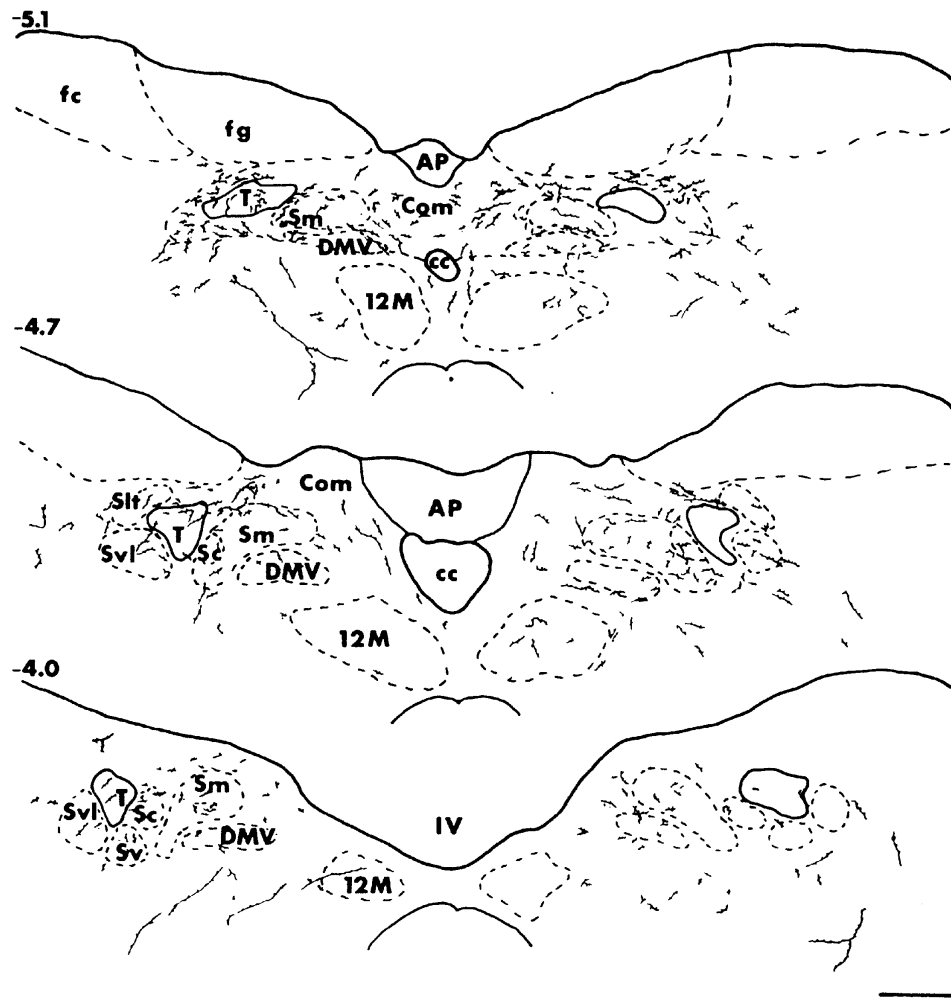 -5.1
fc
fg
AP
T
Sm
Com
DMV
cc
12M
-4.7
Slt
Com
AP
T
Svl
Sc
Sm
DMV
cc
12M
-4.0
Sm
Svl
T
Sc
Sv
DMV
IV
12M